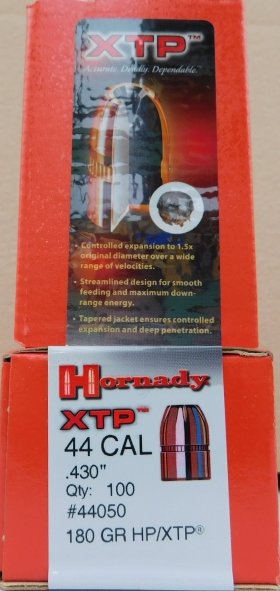 XTP™
Accurate. Deadly. Dependable.™
• Controlled expansion to 1.5x
original diameter over a wide
range of velocities.
• Streamlined design for smooth
feeding and maximum down-
range energy.
• Tapered jacket ensures controlled
expansion and deep penetration.
Hornady
XTP™
44 CAL
.430"
Qty: 100
#44050
180 GR HP/XTP®